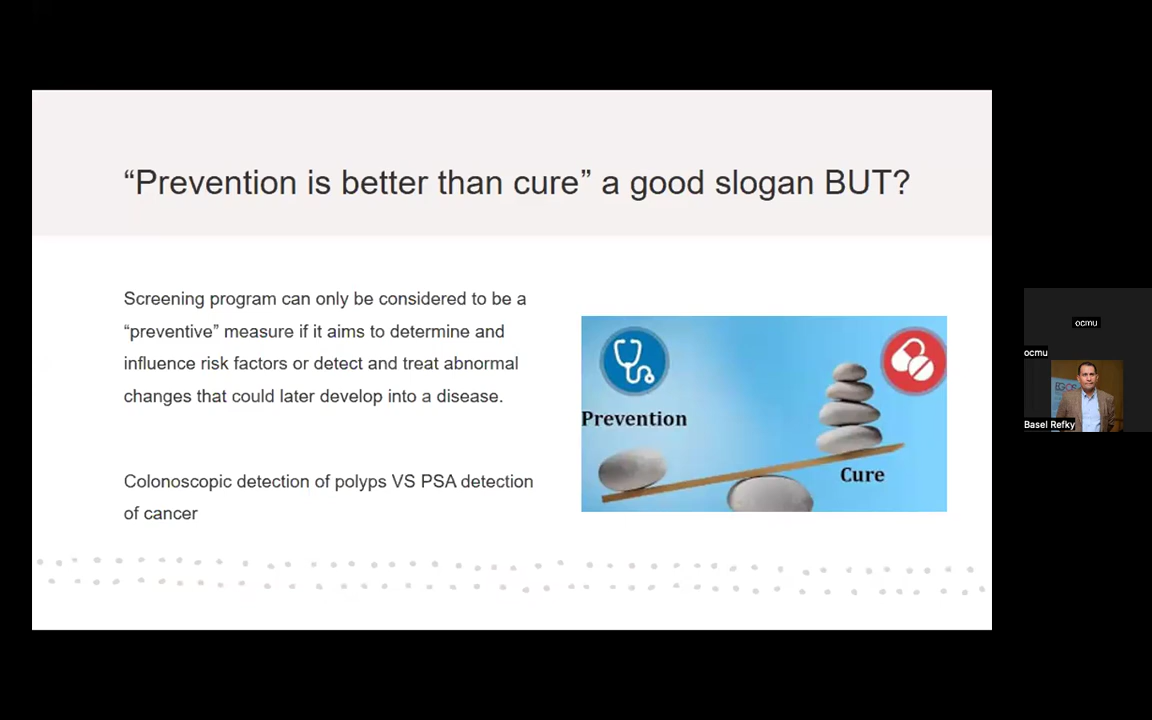 “Prevention is better than cure” a good slogan BUT?
Screening program can only be considered to be a
“preventive” measure if it aims to determine and
influence risk factors or detect and treat abnormal
changes that could later develop into a disease.
Colonoscopic detection of polyps VS PSA detection
of cancer
Prevention
Cure
ocmu
ocmu
Basel Refky